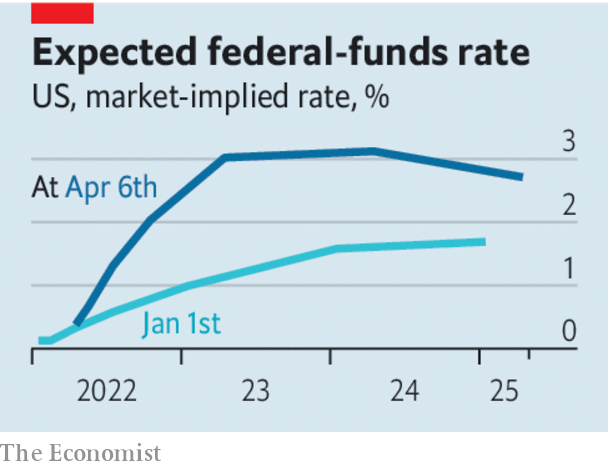 Expected federal-funds rate
US, market-implied rate, %
3
At Apr 6th
2
1
Jan 1st
0
2022 23 24 25
The Economist